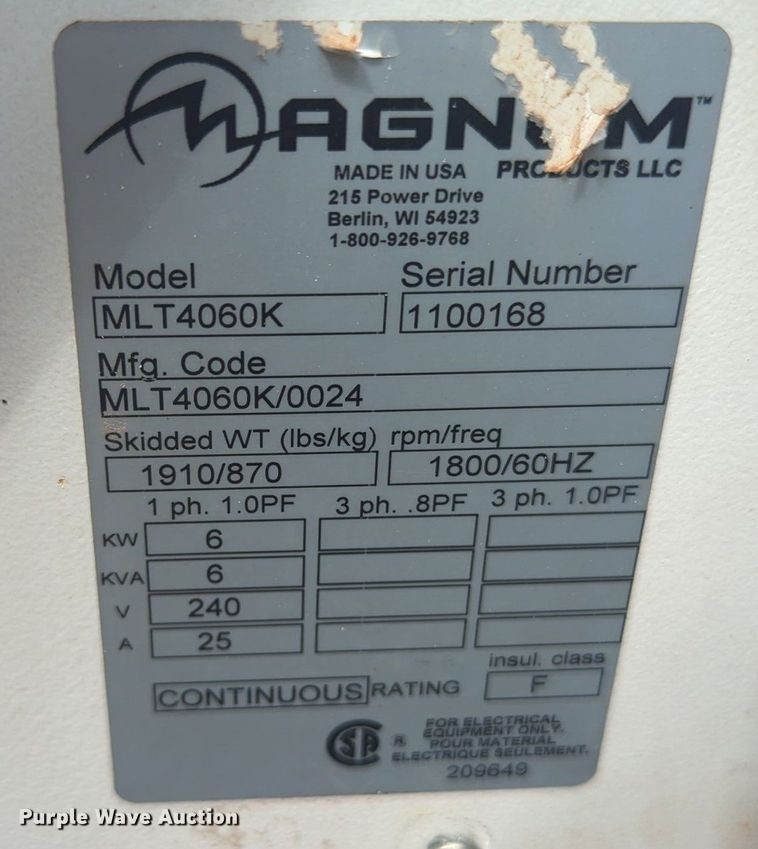 MAGNUM™
MADE IN USA PRODUCTS LLC
215 Power Drive
Berlin, WI 54923
1-800-926-9768
Model Serial Number
MLT4060K 1100168
Mfg. Code
MLT4060K/0024
Skidded WT (lbs/kg) rpm/freq
1910/870 1800/60HZ
1 ph. 1.0PF 3 ph. .8PF 3 ph. 1.0PF
KW 6
KVA 6
V 240
A 25
insul. class
CONTINUOUS RATING F
FOR ELECTRICAL
EQUIPMENT ONLY.
POUR MATERIAL
ELECTRIQUE SEULEMENT.
SA ®
209649
Purple Wave Auction